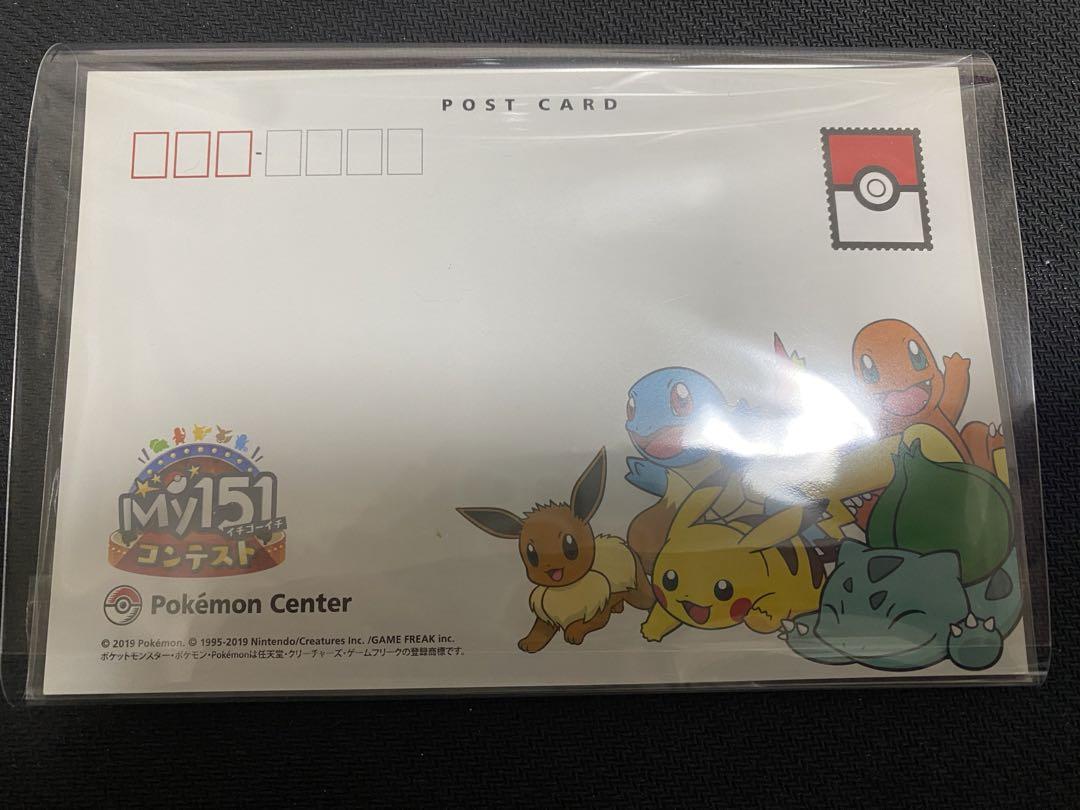 POST CARD
-
My151
イチゴーイチ
コンテスト
Pokémon Center
© 2019 Pokémon. © 1995-2019 Nintendo/Creatures Inc. /GAME FREAK inc.
ポケットモンスター・ポケモン・Pokémonは任天堂・クリーチャーズ・ゲームフリークの登録商標です。